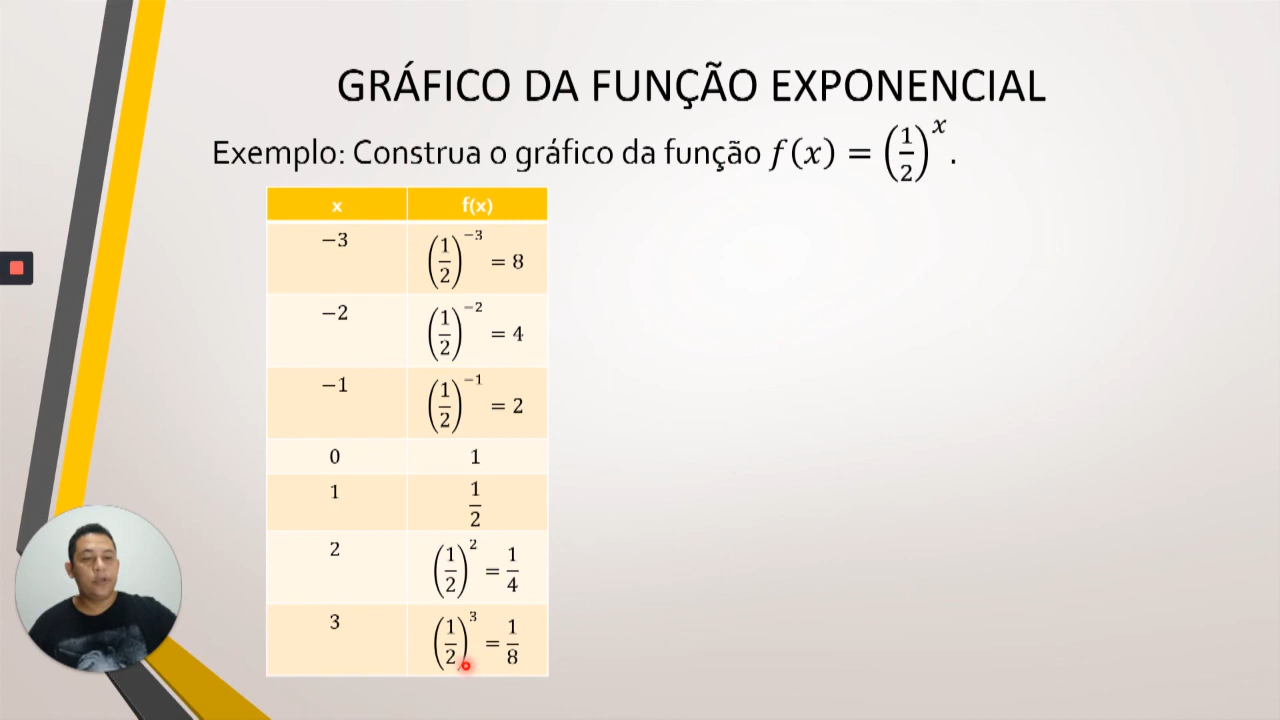 GRÁFICO DA FUNÇÃO EXPONENCIAL
Exemplo: Construa o gráfico da função f(x) = (1/2)^x.
x f(x)
−3 (1/2)^−3 = 8
−2 (1/2)^−2 = 4
−1 (1/2)^−1 = 2
0 1
1 1/2
2 (1/2)^2 = 1/4
3 (1/2)^3 = 1/8